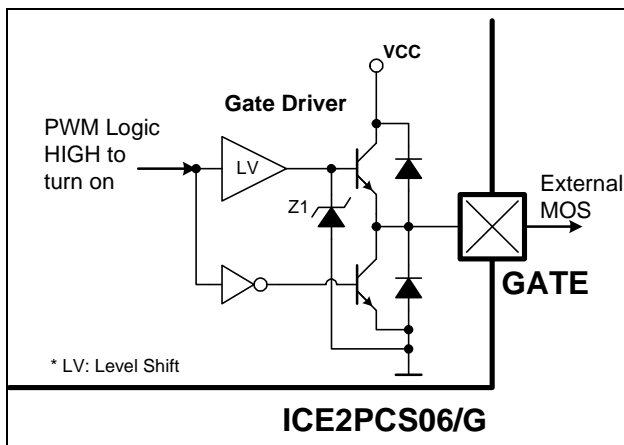 VCC
Gate Driver
PWM Logic
HIGH to
turn on
LV
Z1
External
MOS
GATE
* LV: Level Shift
ICE2PCS06/G